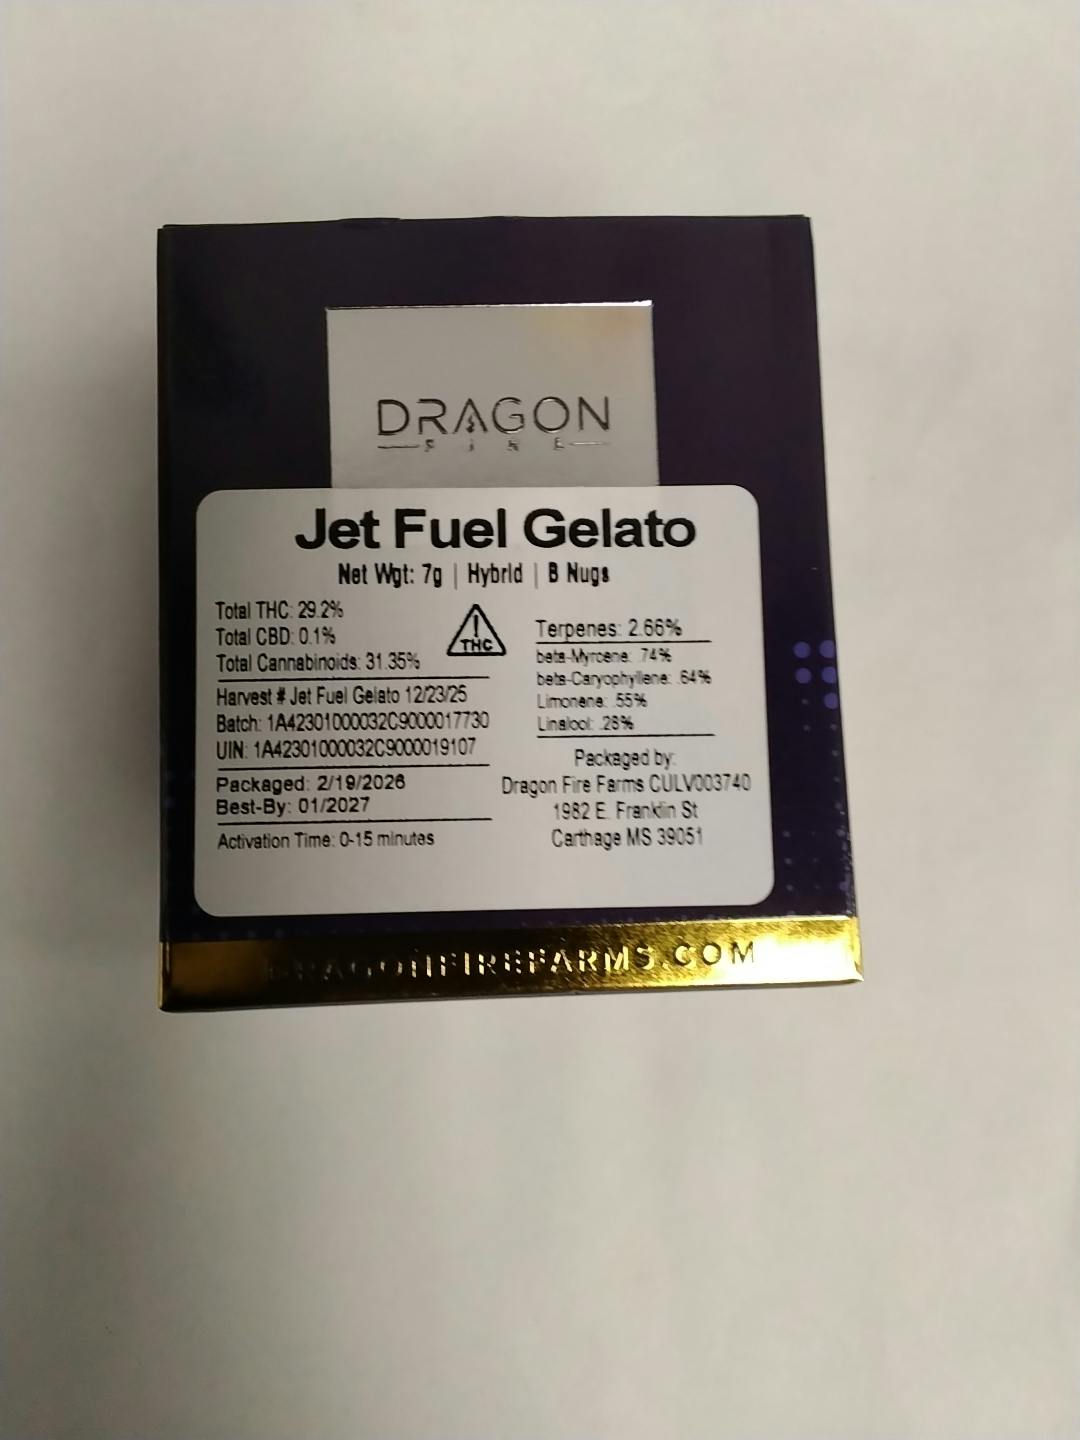 DRAGON
FIRE
Jet Fuel Gelato
Net Wgt: 7g | Hybrid | B Nugs
Total THC: 29.2%
Total CBD: 0.1%
Total Cannabinoids: 31.35%
Harvest # Jet Fuel Gelato 12/23/25
Batch: 1A42301000032C9000017730
UIN: 1A42301000032C9000019107
Packaged: 2/19/2026
Best-By: 01/2027
Activation Time: 0-15 minutes
!
THC
Terpenes: 2.66%
beta-Myrcene: .74%
beta-Caryophyllene: .64%
Limonene: .55%
Linalool: .28%
Packaged by:
Dragon Fire Farms CULV003740
1982 E. Franklin St
Carthage MS 39051
DRAGONFIREFARMS.COM